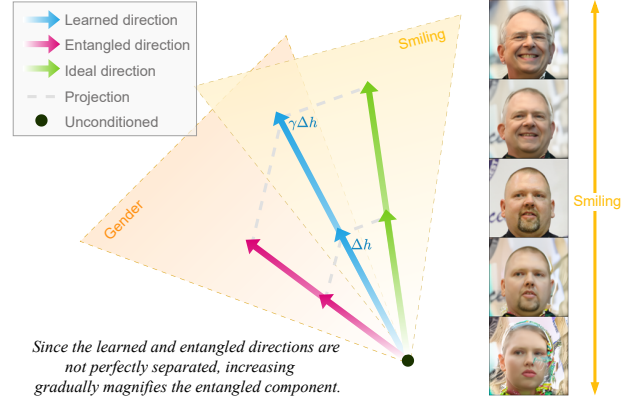 Learned direction
Entangled direction
Ideal direction
Projection
Unconditioned
Smiling
γΔh
Gender
Δh
Smiling
Since the learned and entangled directions are
not perfectly separated, increasing
gradually magnifies the entangled component.